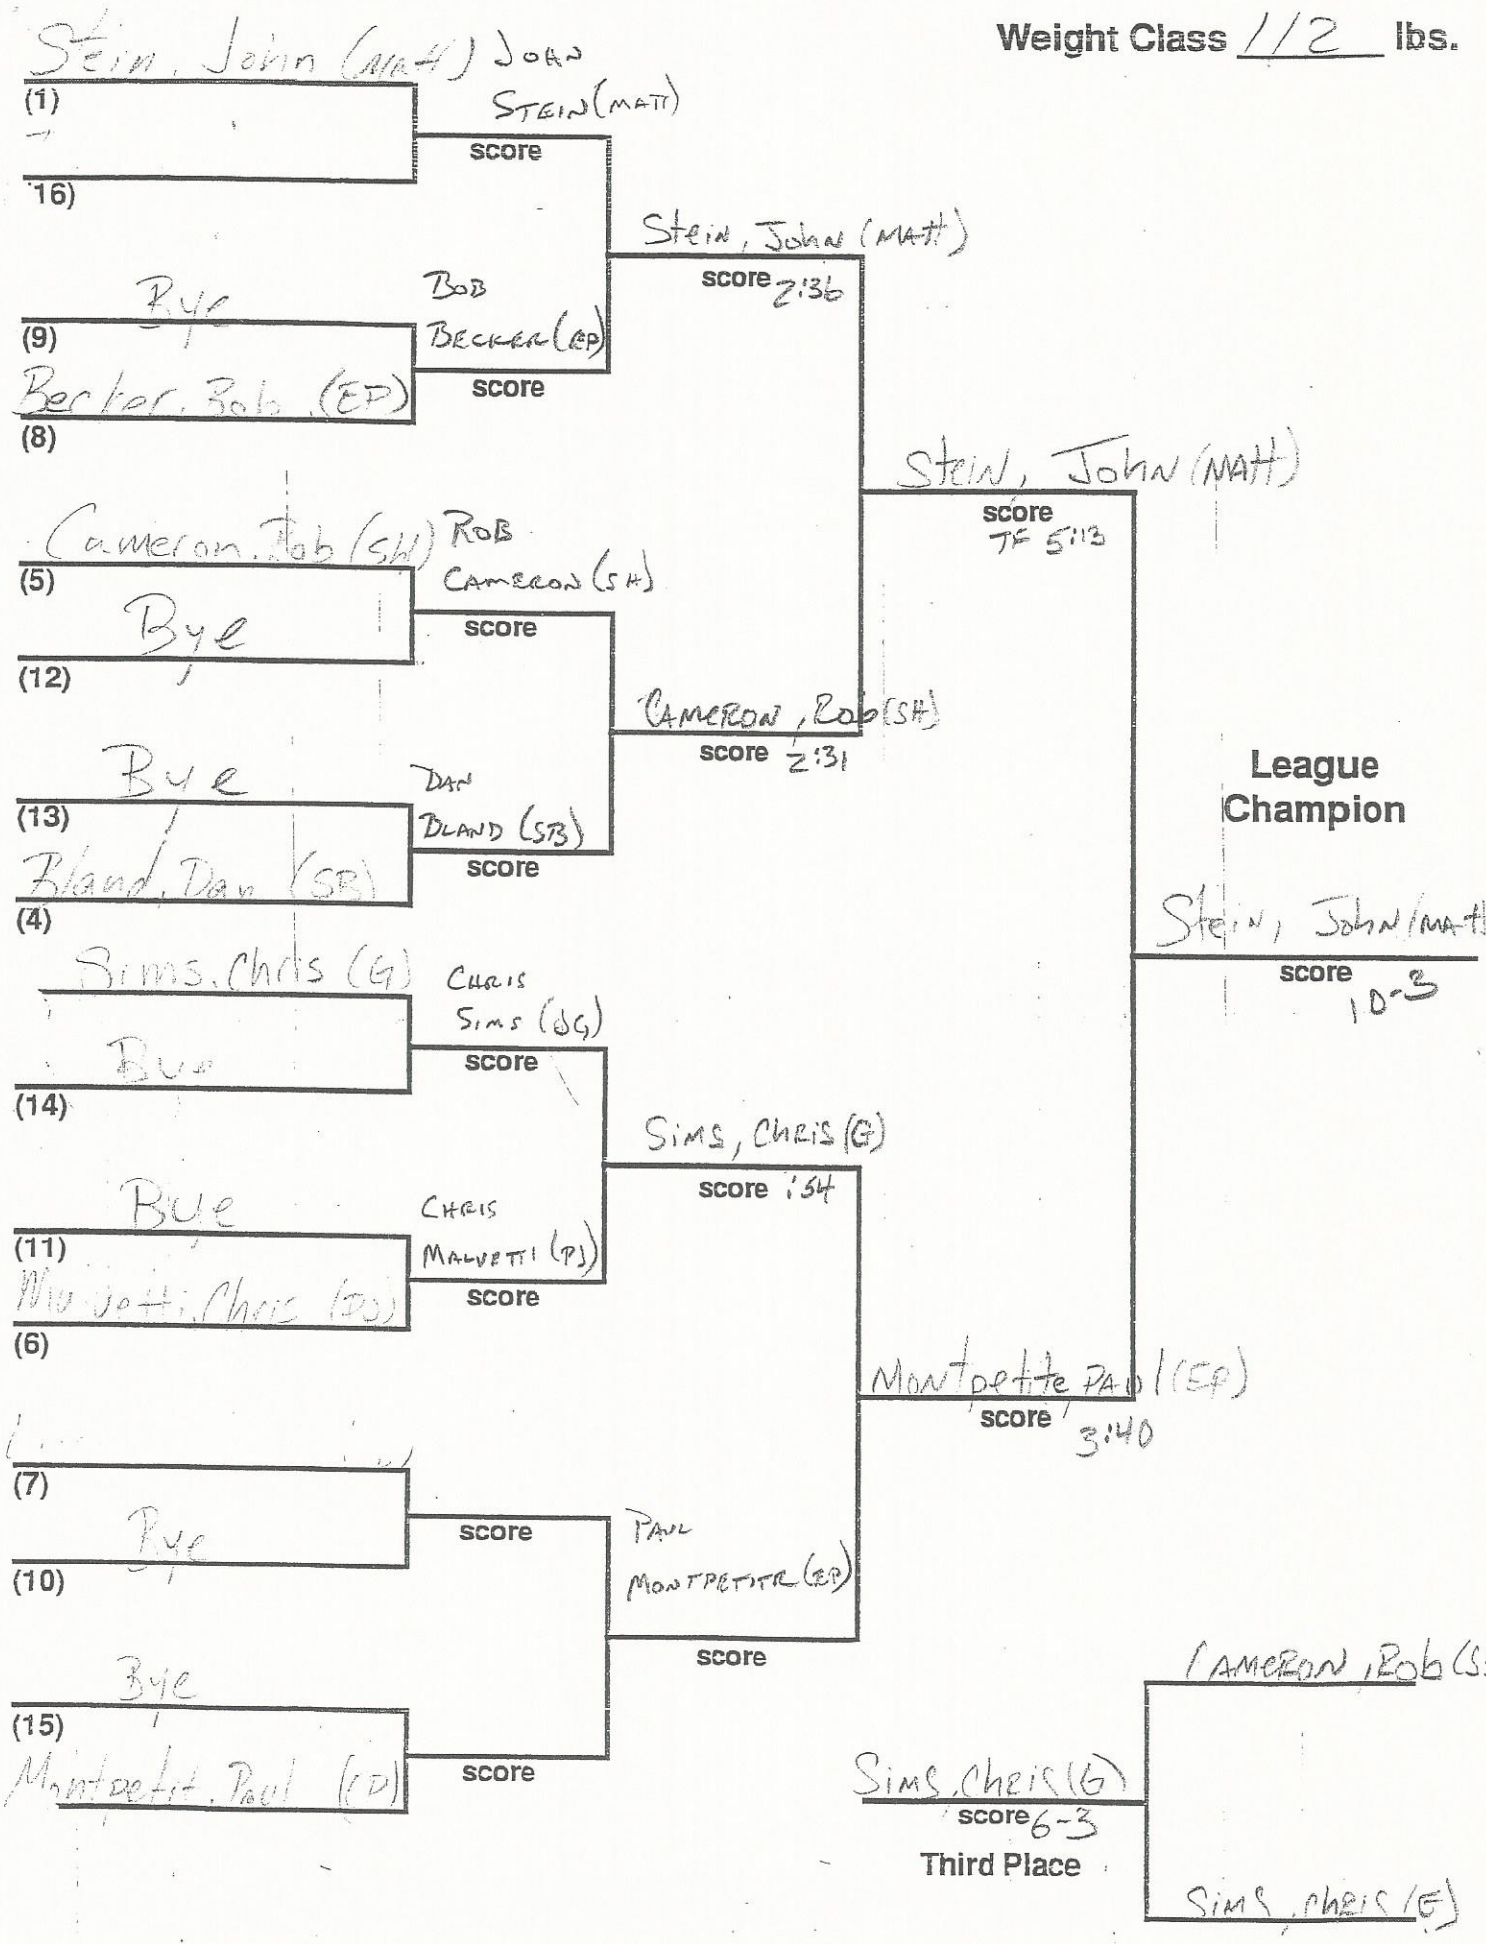 Weight Class 112 lbs.
Stein, John (MAtt)
(1)
16)
JOHN
STEIN (MATT)
score
Bye
(9)
Becker, Bob (EP)
(8)
BOB
BECKER (EP)
score
Stein, John (MAtt)
score 2:36
Cameron, Rob (SH)
(5)
Bye
(12)
ROB
CAMERON (SH)
score
Bye
(13)
Bland, Dan (SB)
(4)
DAN
BLAND (SB)
score
CAMERON, Rob (SH)
score 2:31
Stein, John (MAtt)
score
TF 5:13
Sims, Chris (G)
Bye
(14)
CHRIS
SIMS (G)
score
Bye
(11)
Chris (PJ)
(6)
CHRIS
MALVETTI (PJ)
score
SiMS, CHRiS (G)
score :54
(7)
Bye
(10)
score
Bye
(15)
Montpetit, Paul (EP)
score
PAUL
MONTPETITE (EP)
score
Montpetite, PAUl (EP)
score
3:40
League
Champion
Stein, John (MAtt
score
10-3
CAMERON, Rob (S
SiMS, ChRiS (G)
score 6-3
Third Place
SiMS, ChRiS (G)